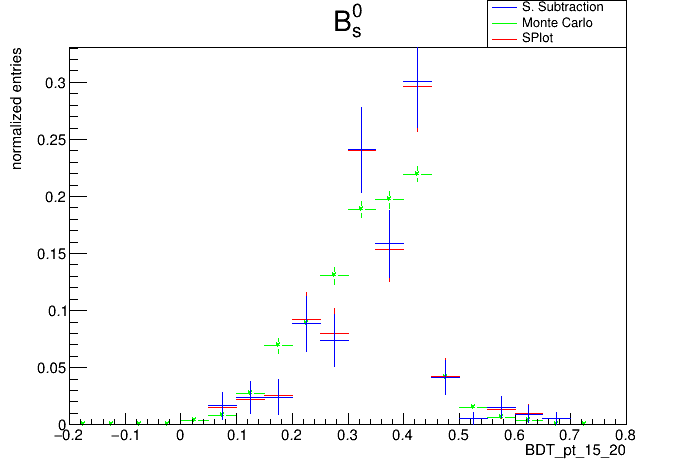 B_s^0
S. Subtraction
Monte Carlo
SPlot
normalized entries
0.3
0.25
0.2
0.15
0.1
0.05
0
−0.2 −0.1 0 0.1 0.2 0.3 0.4 0.5 0.6 0.7 0.8
BDT_pt_15_20